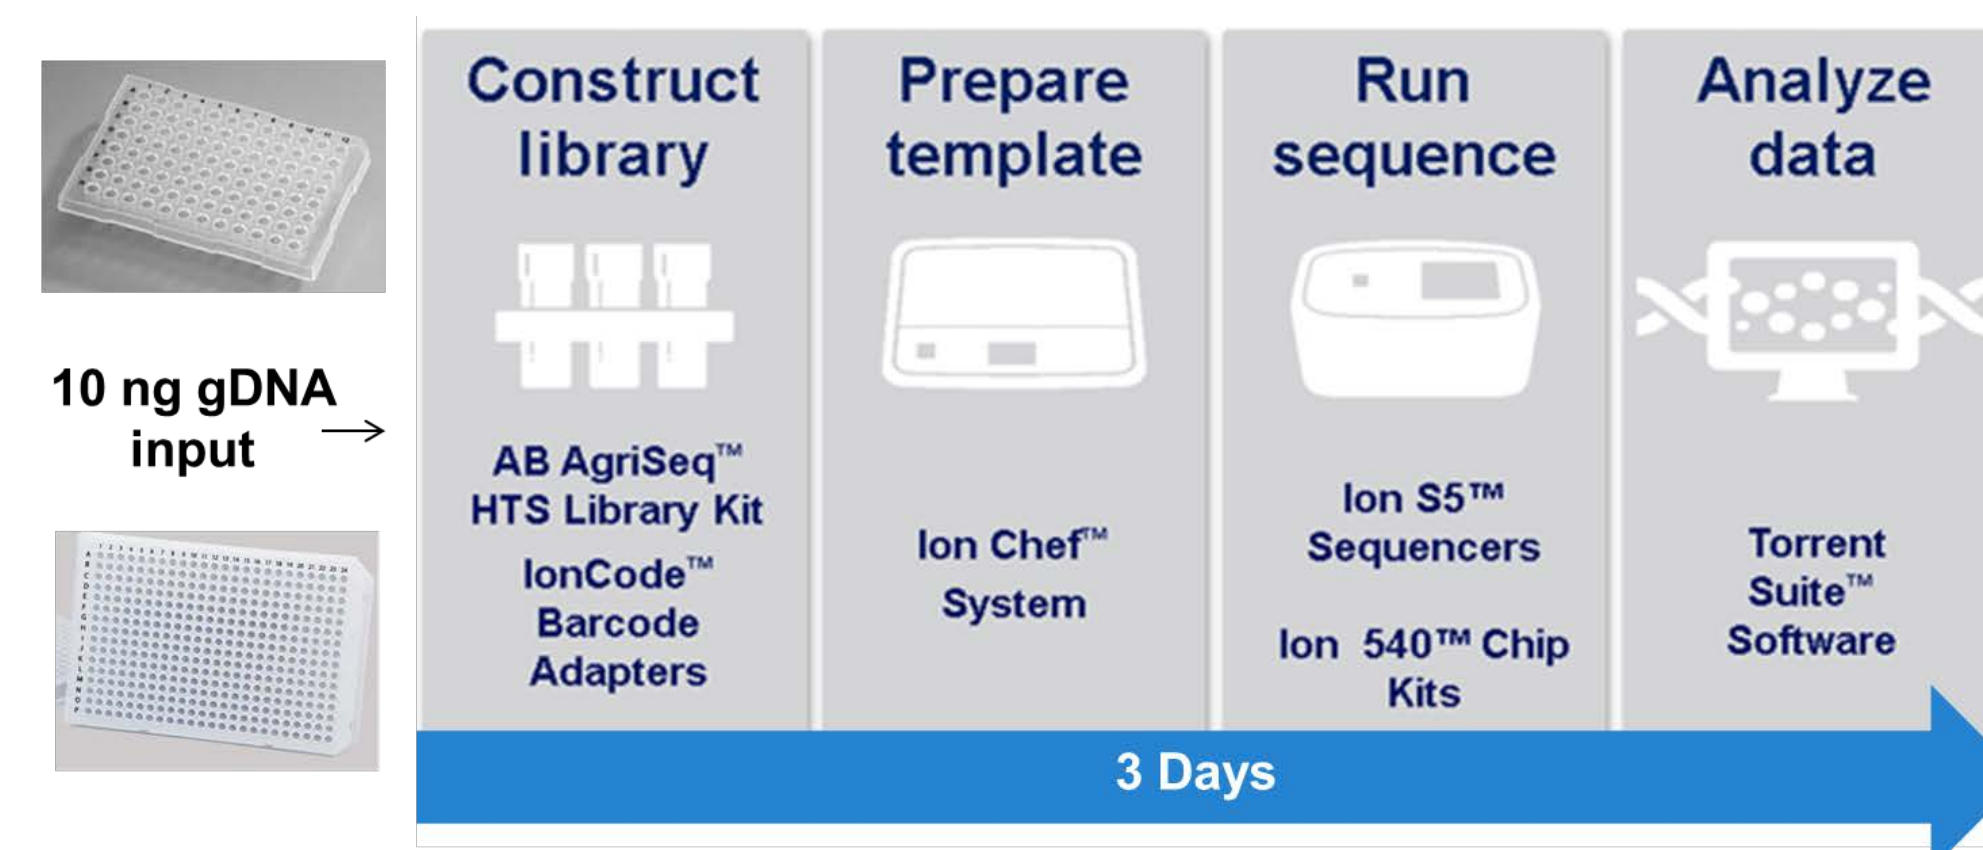 10 ng gDNA
input
Construct
library
AB AgriSeq™
HTS Library Kit
IonCode™
Barcode
Adapters
Prepare
template
Ion Chef™
System
Run
sequence
Ion S5™
Sequencers
Ion 540™ Chip
Kits
Analyze
data
Torrent
Suite™
Software
3 Days